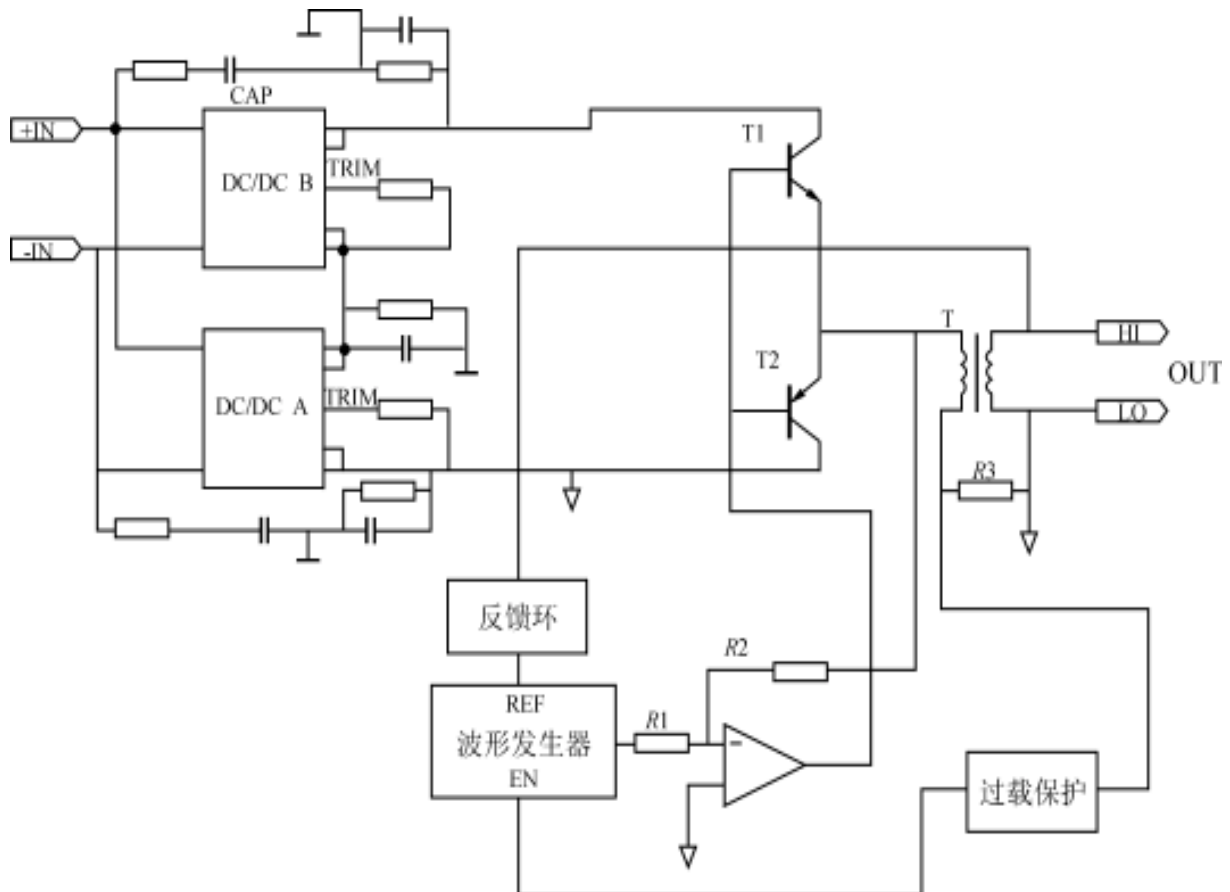 CAP
+IN
T1
DC/DC B
TRIM
-IN
T
HI
T2
OUT
DC/DC A
TRIM
LO
R3
反馈环
R2
REF
R1
波形发生器
-
EN
过载保护